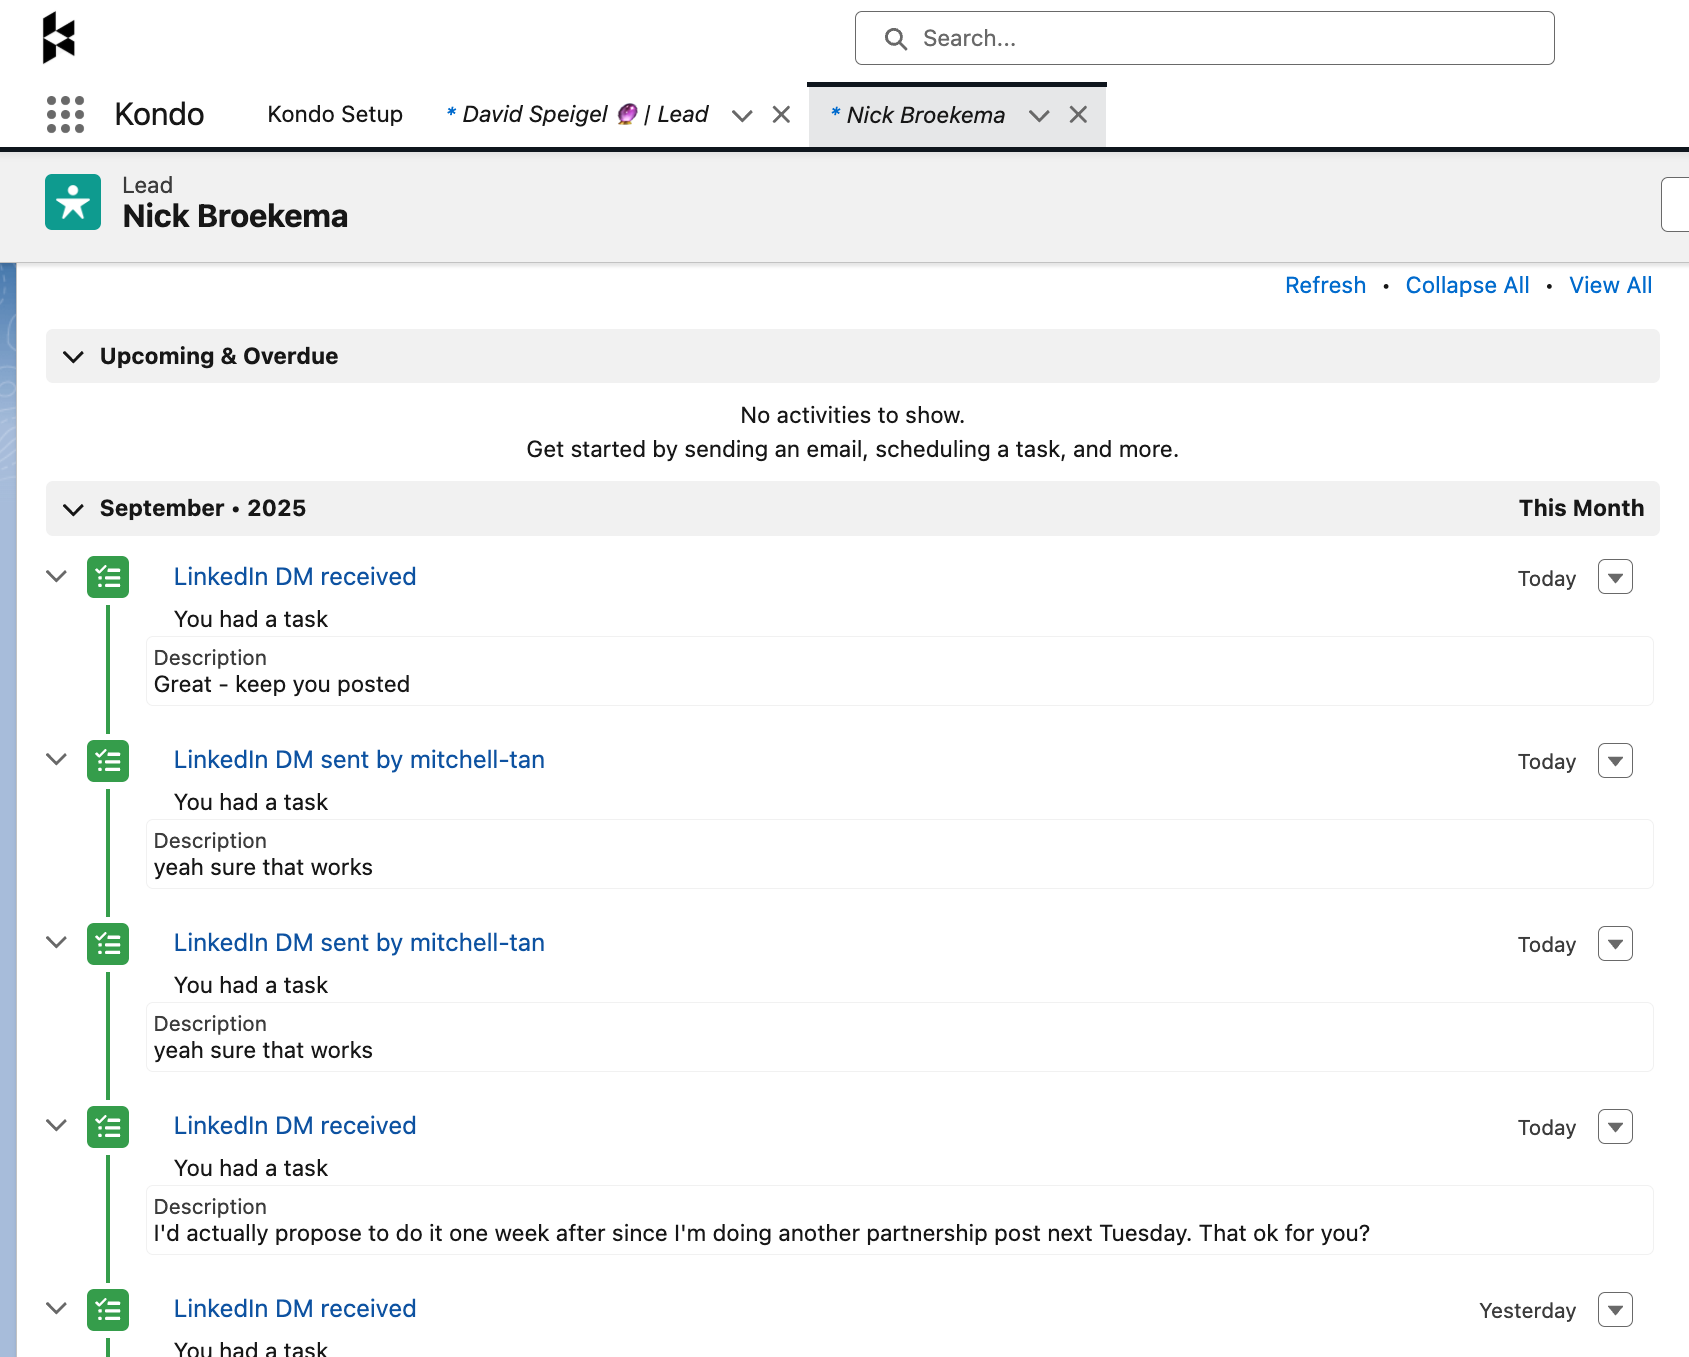 Search...
Kondo
Kondo Setup
* David Speigel 🔮 | Lead
* Nick Broekema
Lead
Nick Broekema
Refresh • Collapse All • View All
Upcoming & Overdue
No activities to show.
Get started by sending an email, scheduling a task, and more.
September • 2025
This Month
LinkedIn DM received
Today
You had a task
Description
Great - keep you posted
LinkedIn DM sent by mitchell-tan
Today
You had a task
Description
yeah sure that works
LinkedIn DM sent by mitchell-tan
Today
You had a task
Description
yeah sure that works
LinkedIn DM received
Today
You had a task
Description
I'd actually propose to do it one week after since I'm doing another partnership post next Tuesday. That ok for you?
LinkedIn DM received
Yesterday
You had a task